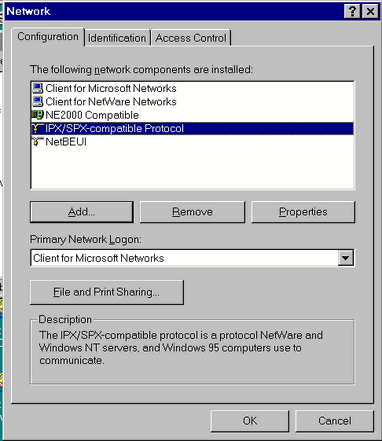 Network
Configuration Identification Access Control
The following network components are installed:
Client for Microsoft Networks
Client for NetWare Networks
NE2000 Compatible
IPX/SPX-compatible Protocol
NetBEUI
Add... Remove Properties
Primary Network Logon:
Client for Microsoft Networks
File and Print Sharing...
Description
The IPX/SPX-compatible protocol is a protocol NetWare and
Windows NT servers, and Windows 95 computers use to
communicate.
OK Cancel